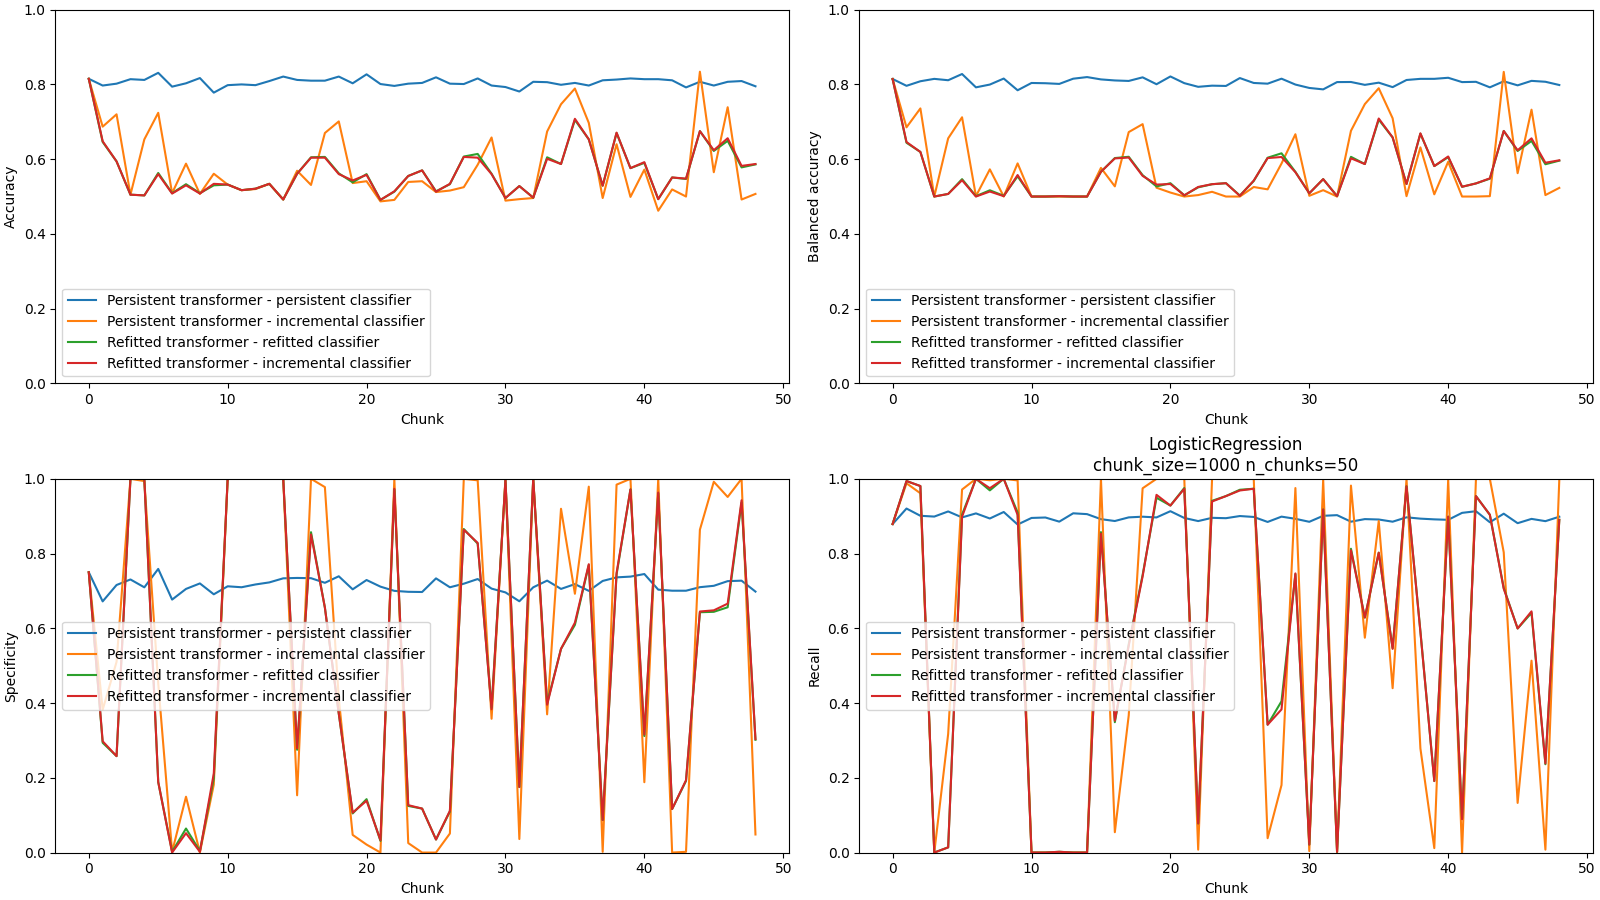 1.0
0.8
0.6
0.4
0.2
0.0
Accuracy
Persistent transformer - persistent classifier
Persistent transformer - incremental classifier
Refitted transformer - refitted classifier
Refitted transformer - incremental classifier
0 10 20 30 40 50
Chunk
1.0
0.8
0.6
0.4
0.2
0.0
Balanced accuracy
Persistent transformer - persistent classifier
Persistent transformer - incremental classifier
Refitted transformer - refitted classifier
Refitted transformer - incremental classifier
0 10 20 30 40 50
Chunk
1.0
0.8
0.6
0.4
0.2
0.0
Specificity
Persistent transformer - persistent classifier
Persistent transformer - incremental classifier
Refitted transformer - refitted classifier
Refitted transformer - incremental classifier
0 10 20 30 40 50
Chunk
LogisticRegression
chunk_size=1000 n_chunks=50
1.0
0.8
0.6
0.4
0.2
0.0
Recall
Persistent transformer - persistent classifier
Persistent transformer - incremental classifier
Refitted transformer - refitted classifier
Refitted transformer - incremental classifier
0 10 20 30 40 50
Chunk